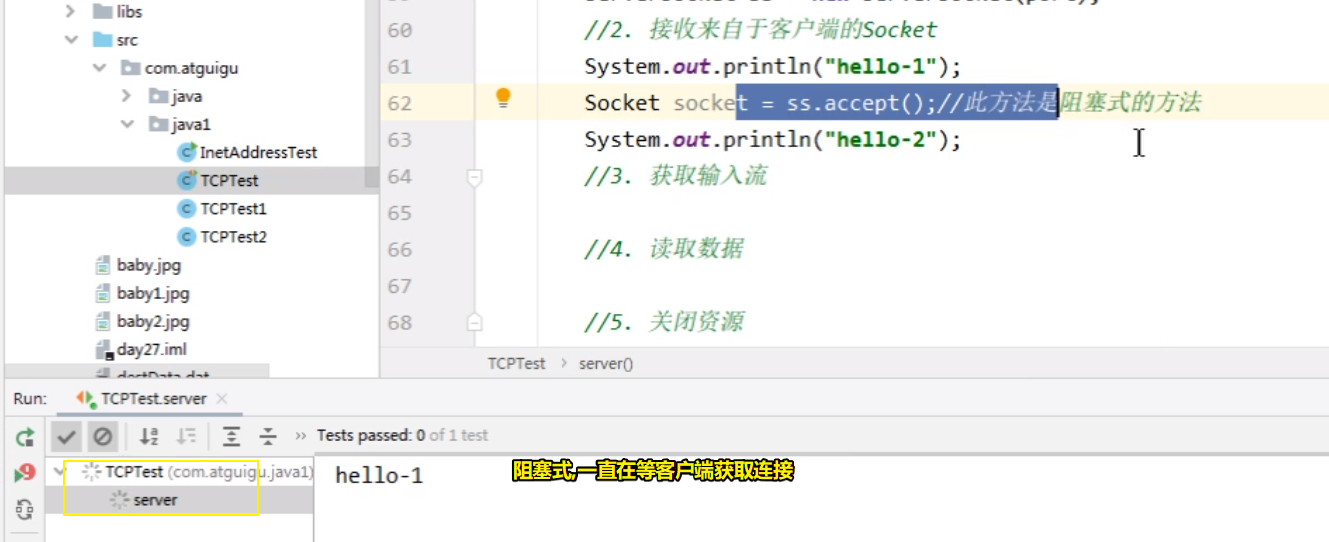 libs
src
com.atguigu
java
java1
InetAddressTest
TCPTest
TCPTest1
TCPTest2
baby.jpg
baby1.jpg
baby2.jpg
day27.iml
destData.dat
60 //2. 接收来自于客户端的Socket
61 System.out.println("hello-1");
62 Socket socket = ss.accept();//此方法是阻塞式的方法
63 System.out.println("hello-2");
64 //3. 获取输入流
65
66 //4. 读取数据
67
68 //5. 关闭资源
TCPTest › server()
Run: TCPTest.server ×
» Tests passed: 0 of 1 test
TCPTest (com.atguigu.java1)
server
hello-1
阻塞式,一直在等客户端获取连接